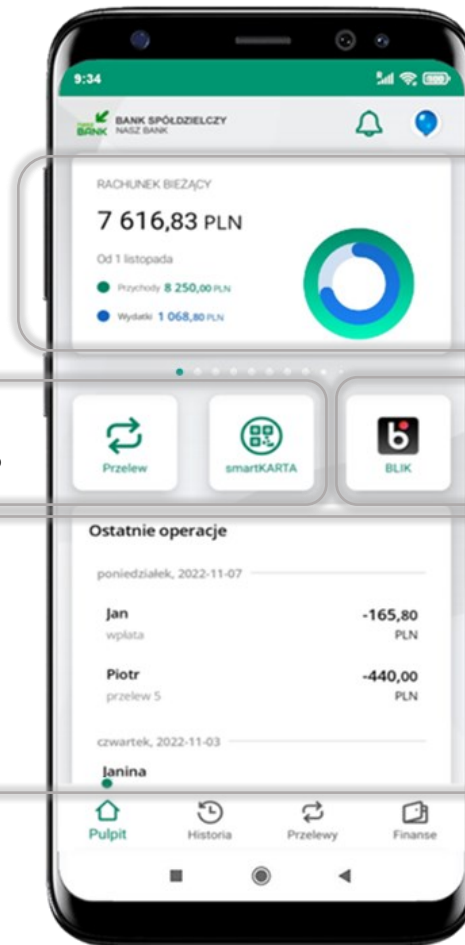 9:34
nasz
BANK
BANK SPÓŁDZIELCZY
NASZ BANK
RACHUNEK BIEŻĄCY
7 616,83 PLN
Od 1 listopada
Przychody 8 250,00 PLN
Wydatki 1 068,80 PLN
Przelew
smartKARTA
BLIK
Ostatnie operacje
poniedziałek, 2022-11-07
Jan -165,80
wpłata PLN
Piotr -440,00
przelew 5 PLN
czwartek, 2022-11-03
Janina
Pulpit Historia Przelewy Finanse